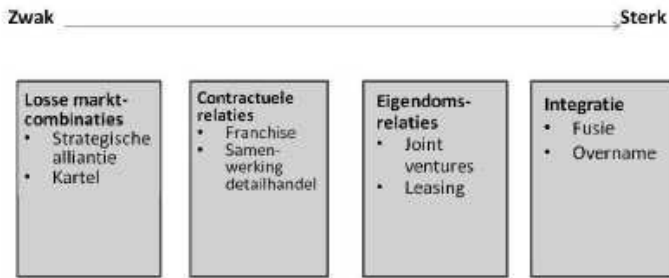 Zwak Sterk
Losse markt-
combinaties
• Strategische
alliantie
• Kartel
Contractuele
relaties
• Franchise
• Samen-
werking
detailhandel
Eigendoms-
relaties
• Joint
ventures
• Leasing
Integratie
• Fusie
• Overname